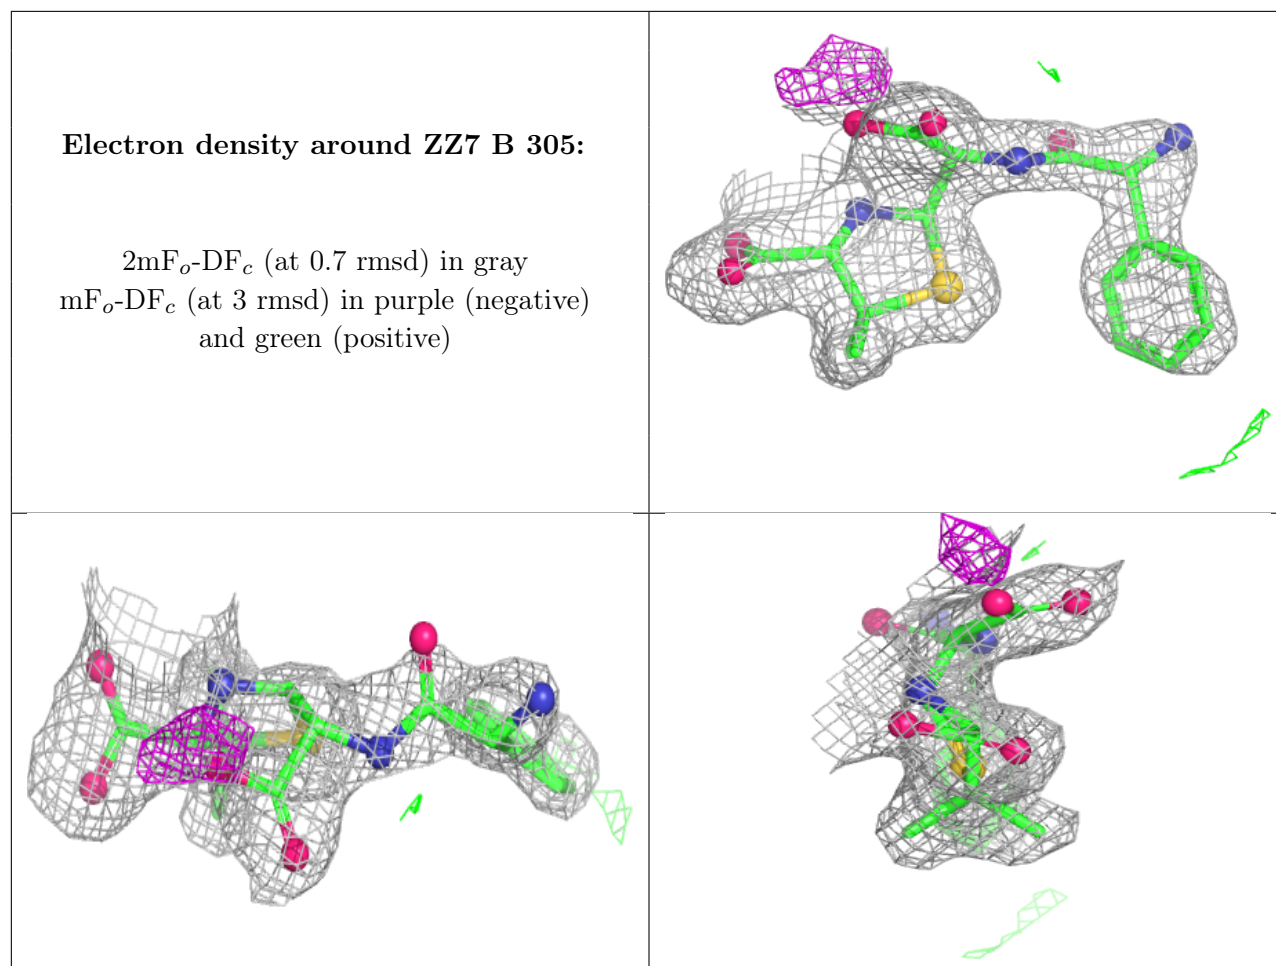 Electron density around ZZ7 B 305:
2mFo-DFc (at 0.7 rmsd) in gray
mFo-DFc (at 3 rmsd) in purple (negative)
and green (positive)